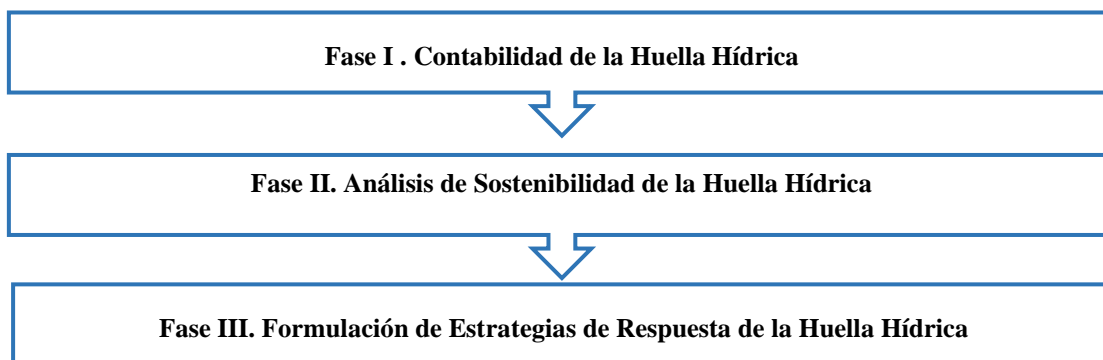 Fase I . Contabilidad de la Huella Hídrica
Fase II. Análisis de Sostenibilidad de la Huella Hídrica
Fase III. Formulación de Estrategias de Respuesta de la Huella Hídrica